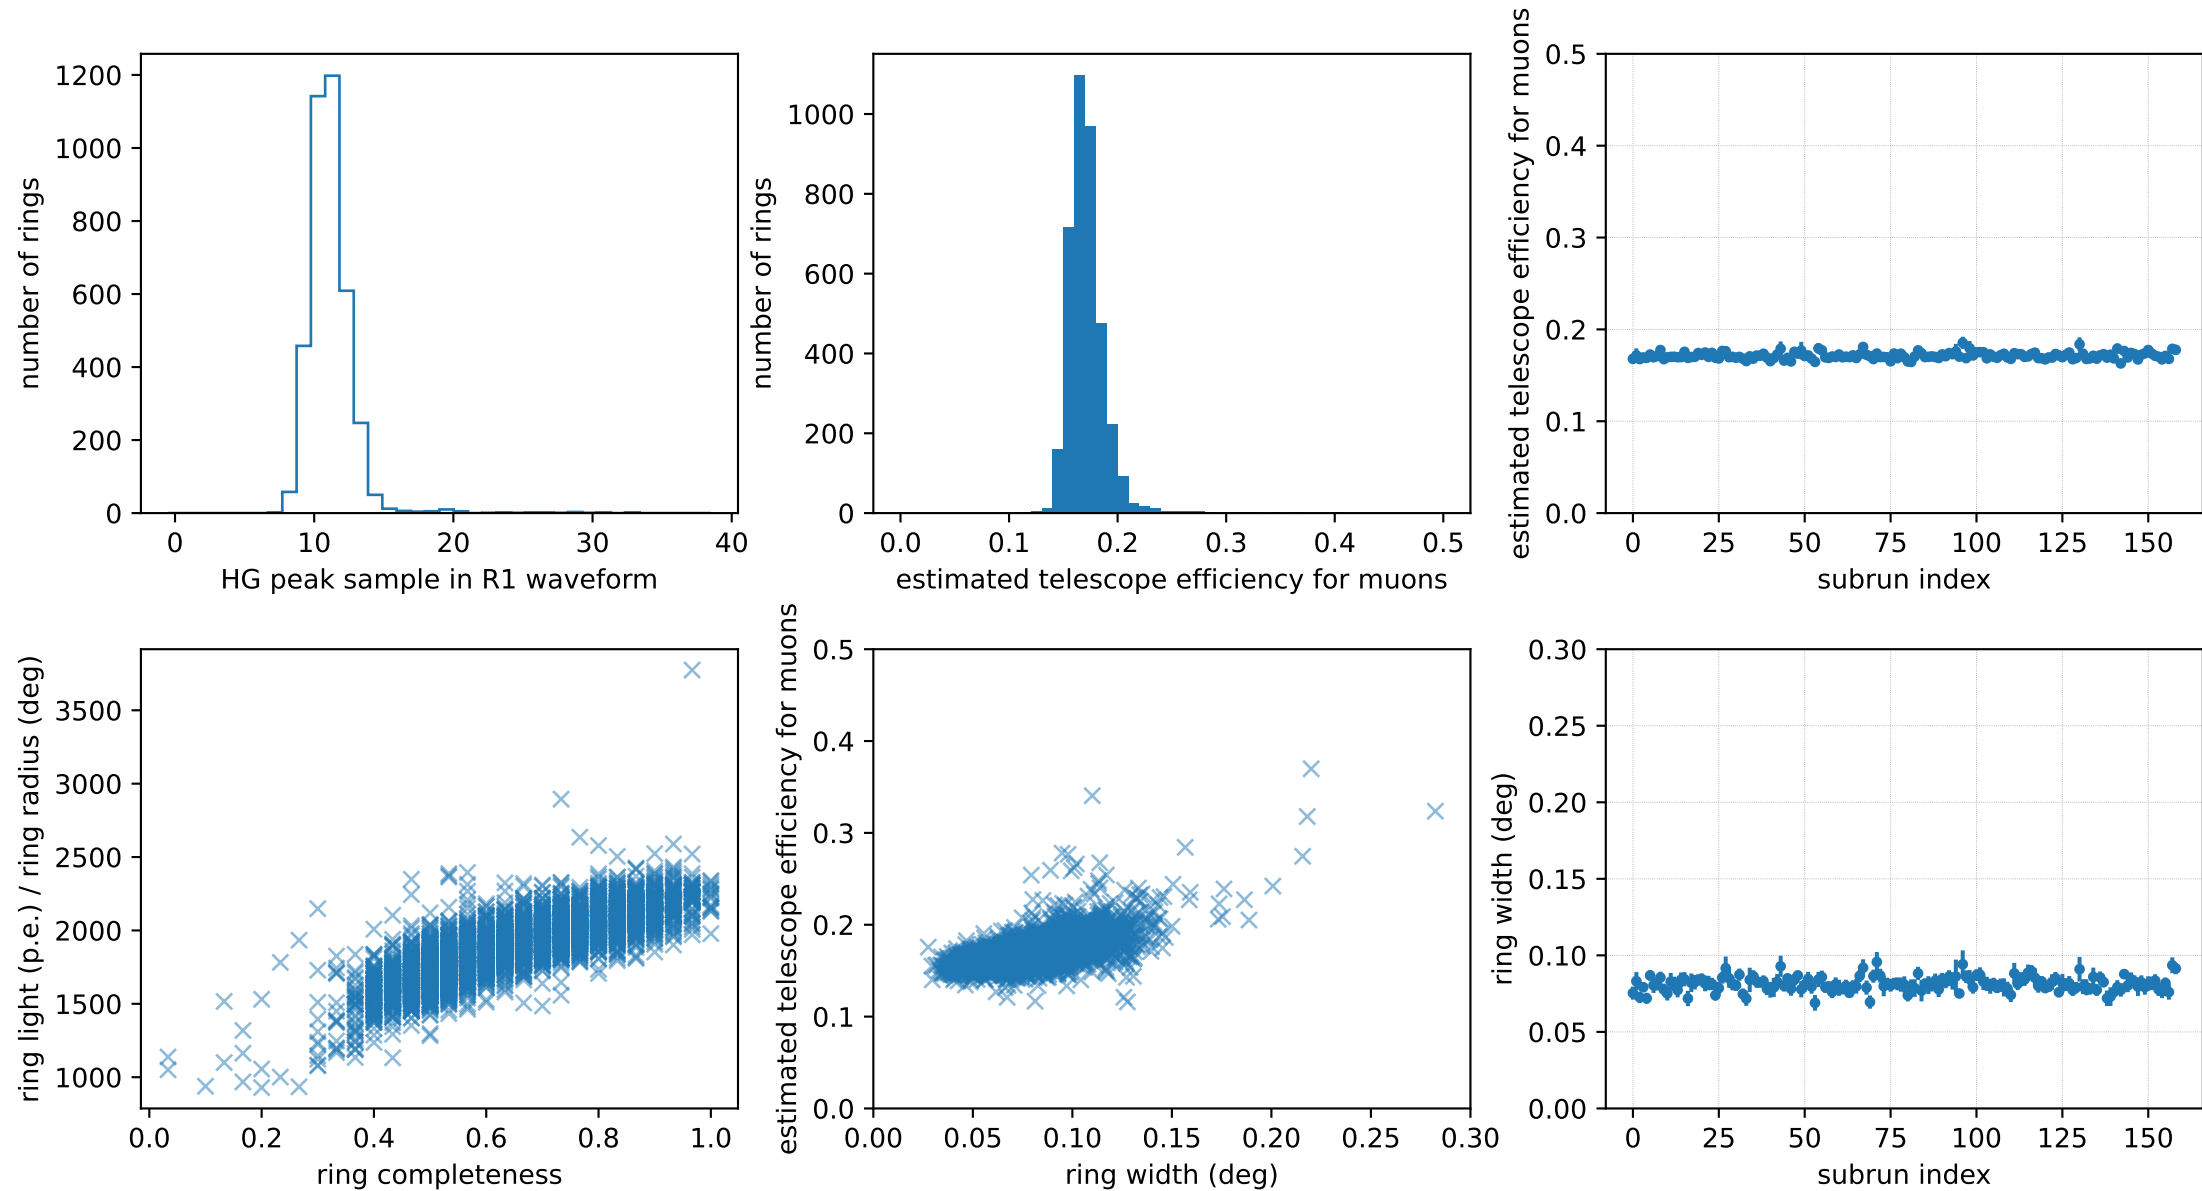 1200
1000
800
600
400
200
0
number of rings
0 10 20 30 40
HG peak sample in R1 waveform
1000
800
600
400
200
0
number of rings
0.0 0.1 0.2 0.3 0.4 0.5
estimated telescope efficiency for muons
0.5
0.4
0.3
0.2
0.1
0.0
estimated telescope efficiency for muons
0 25 50 75 100 125 150
subrun index
3500
3000
2500
2000
1500
1000
ring light (p.e.) / ring radius (deg)
0.0 0.2 0.4 0.6 0.8 1.0
ring completeness
0.5
0.4
0.3
0.2
0.1
0.0
estimated telescope efficiency for muons
0.00 0.05 0.10 0.15 0.20 0.25 0.30
ring width (deg)
0.30
0.25
0.20
0.15
0.10
0.05
0.00
ring width (deg)
0 25 50 75 100 125 150
subrun index